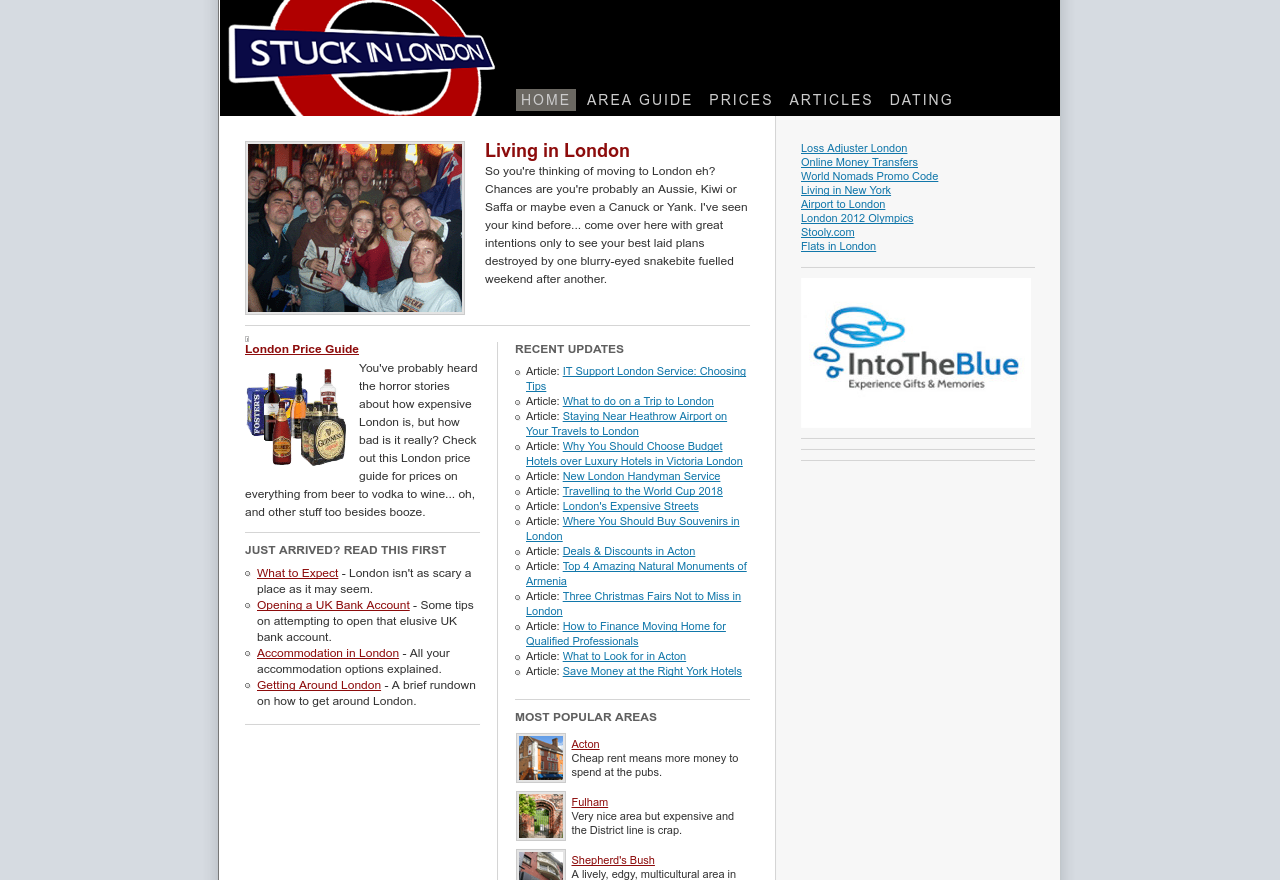 STUCK IN LONDON
HOME AREA GUIDE PRICES ARTICLES DATING
Living in London
So you're thinking of moving to London eh?
Chances are you're probably an Aussie, Kiwi or
Saffa or maybe even a Canuck or Yank. I've seen
your kind before... come over here with great
intentions only to see your best laid plans
destroyed by one blurry-eyed snakebite fuelled
weekend after another.
London Price Guide
You've probably heard
the horror stories
about how expensive
London is, but how
bad is it really? Check
out this London price
guide for prices on
everything from beer to vodka to wine... oh,
and other stuff too besides booze.
FOSTER'S
GUINNESS
JUST ARRIVED? READ THIS FIRST
What to Expect - London isn't as scary a
place as it may seem.
Opening a UK Bank Account - Some tips
on attempting to open that elusive UK
bank account.
Accommodation in London - All your
accommodation options explained.
Getting Around London - A brief rundown
on how to get around London.
RECENT UPDATES
Article: IT Support London Service: Choosing
Tips
Article: What to do on a Trip to London
Article: Staying Near Heathrow Airport on
Your Travels to London
Article: Why You Should Choose Budget
Hotels over Luxury Hotels in Victoria London
Article: New London Handyman Service
Article: Travelling to the World Cup 2018
Article: London's Expensive Streets
Article: Where You Should Buy Souvenirs in
London
Article: Deals & Discounts in Acton
Article: Top 4 Amazing Natural Monuments of
Armenia
Article: Three Christmas Fairs Not to Miss in
London
Article: How to Finance Moving Home for
Qualified Professionals
Article: What to Look for in Acton
Article: Save Money at the Right York Hotels
MOST POPULAR AREAS
Acton
Cheap rent means more money to
spend at the pubs.
Fulham
Very nice area but expensive and
the District line is crap.
Shepherd's Bush
A lively, edgy, multicultural area in
Loss Adjuster London
Online Money Transfers
World Nomads Promo Code
Living in New York
Airport to London
London 2012 Olympics
Stooly.com
Flats in London
IntoTheBlue
Experience Gifts & Memories